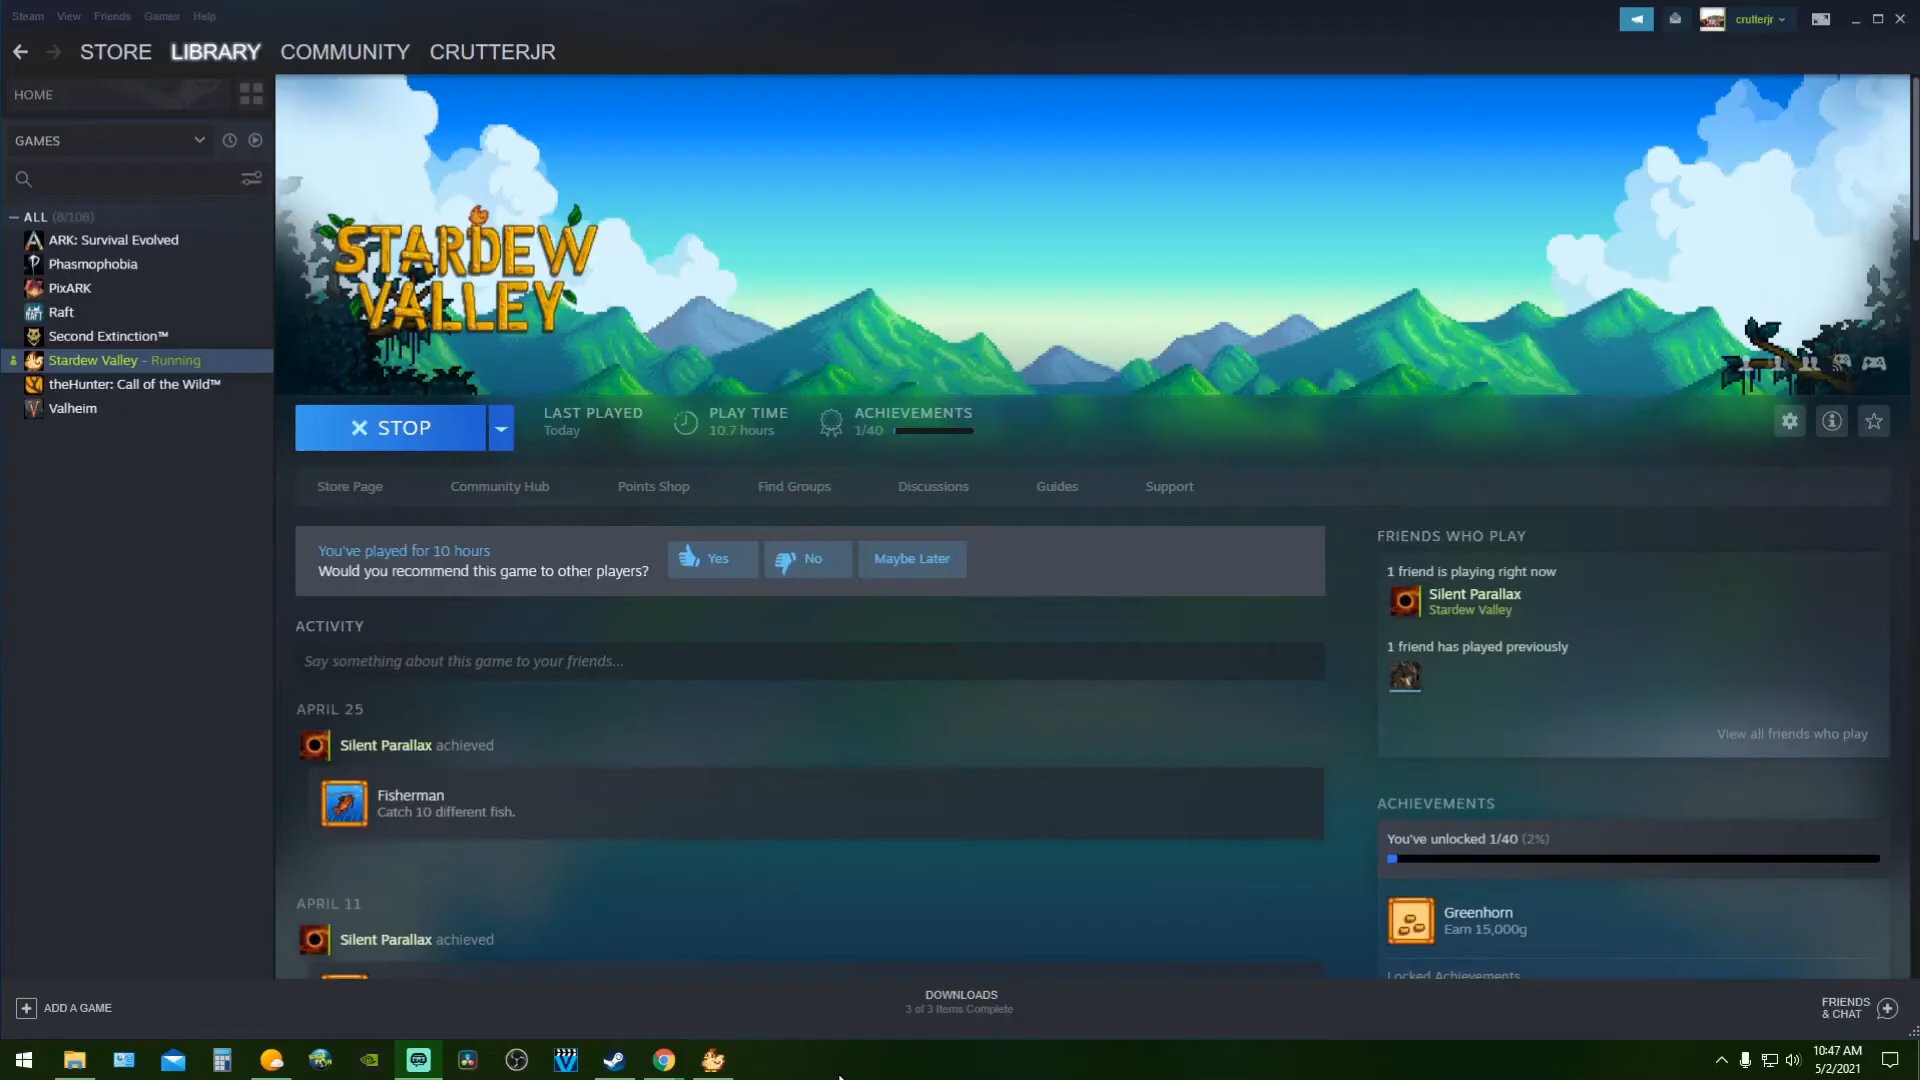 Steam View Friends Games Help
crutterjr
STORE LIBRARY COMMUNITY CRUTTERJR
HOME
GAMES
ALL (8/108)
ARK: Survival Evolved
Phasmophobia
PixARK
Raft
Second Extinction™
Stardew Valley - Running
theHunter: Call of the Wild™
Valheim
STARDEW
VALLEY
STOP
LAST PLAYED
Today
PLAY TIME
10.7 hours
ACHIEVEMENTS
1/40
Store Page Community Hub Points Shop Find Groups Discussions Guides Support
You've played for 10 hours
Would you recommend this game to other players?
Yes No Maybe Later
ACTIVITY
Say something about this game to your friends...
APRIL 25
Silent Parallax achieved
Fisherman
Catch 10 different fish.
APRIL 11
Silent Parallax achieved
FRIENDS WHO PLAY
1 friend is playing right now
Silent Parallax
Stardew Valley
1 friend has played previously
View all friends who play
ACHIEVEMENTS
You've unlocked 1/40 (2%)
Greenhorn
Earn 15,000g
Locked Achievements
ADD A GAME
DOWNLOADS
3 of 3 Items Complete
FRIENDS
& CHAT
10:47 AM
5/2/2021